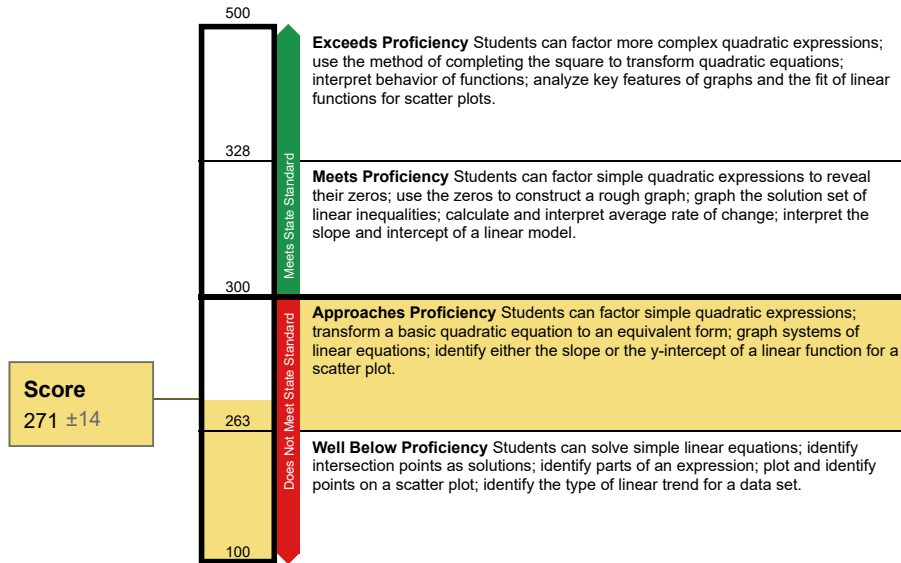 500
Exceeds Proficiency Students can factor more complex quadratic expressions;
use the method of completing the square to transform quadratic equations;
interpret behavior of functions; analyze key features of graphs and the fit of linear
functions for scatter plots.
328
Meets State Standard
Meets Proficiency Students can factor simple quadratic expressions to reveal
their zeros; use the zeros to construct a rough graph; graph the solution set of
linear inequalities; calculate and interpret average rate of change; interpret the
slope and intercept of a linear model.
300
Approaches Proficiency Students can factor simple quadratic expressions;
transform a basic quadratic equation to an equivalent form; graph systems of
linear equations; identify either the slope or the y-intercept of a linear function for a
scatter plot.
Does Not Meet State Standard
Score
271 ±14
263
Well Below Proficiency Students can solve simple linear equations; identify
intersection points as solutions; identify parts of an expression; plot and identify
points on a scatter plot; identify the type of linear trend for a data set.
100